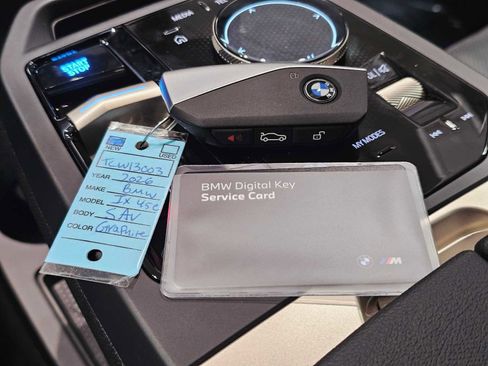 MEDIA
START
STOP
MY MODES
NEW
USED
TCW13003
YEAR 2026
MAKE BMW
MODEL IX 45e
BODY SAV
COLOR Graphite
BMW Digital Key
Service Card
M